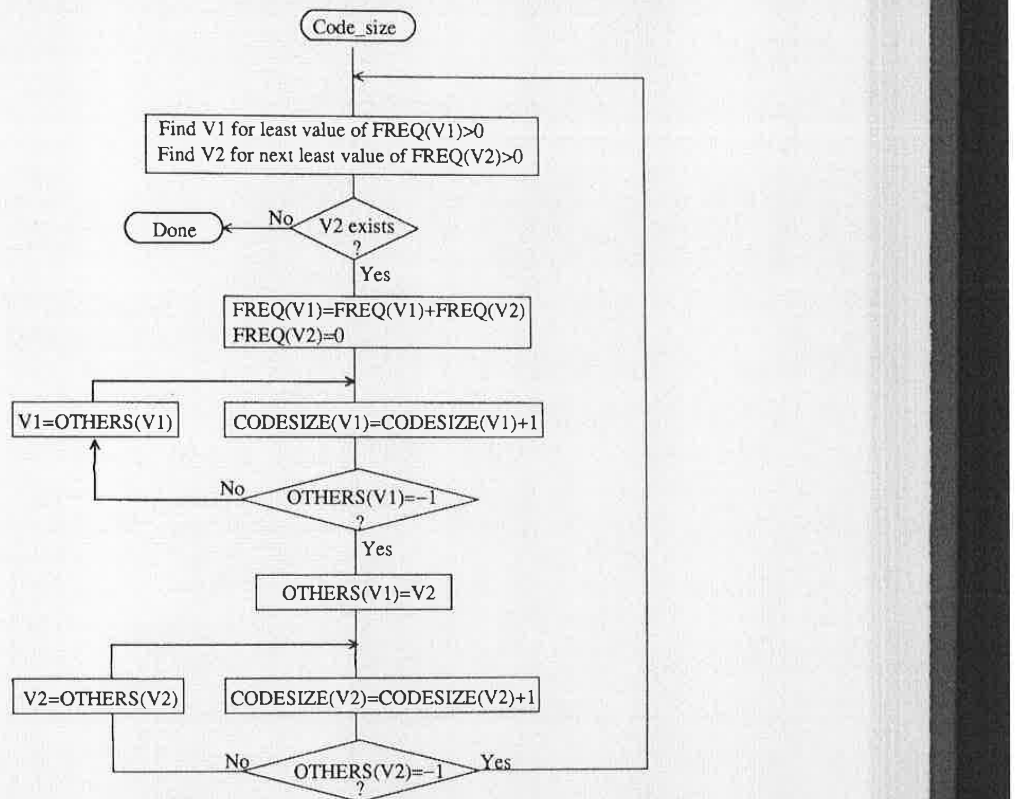 Code_size
Find V1 for least value of FREQ(V1)>0
Find V2 for next least value of FREQ(V2)>0
V2 exists
?
No
Done
Yes
FREQ(V1)=FREQ(V1)+FREQ(V2)
FREQ(V2)=0
V1=OTHERS(V1)
CODESIZE(V1)=CODESIZE(V1)+1
No
OTHERS(V1)=−1
?
Yes
OTHERS(V1)=V2
V2=OTHERS(V2)
CODESIZE(V2)=CODESIZE(V2)+1
No
OTHERS(V2)=−1
?
Yes